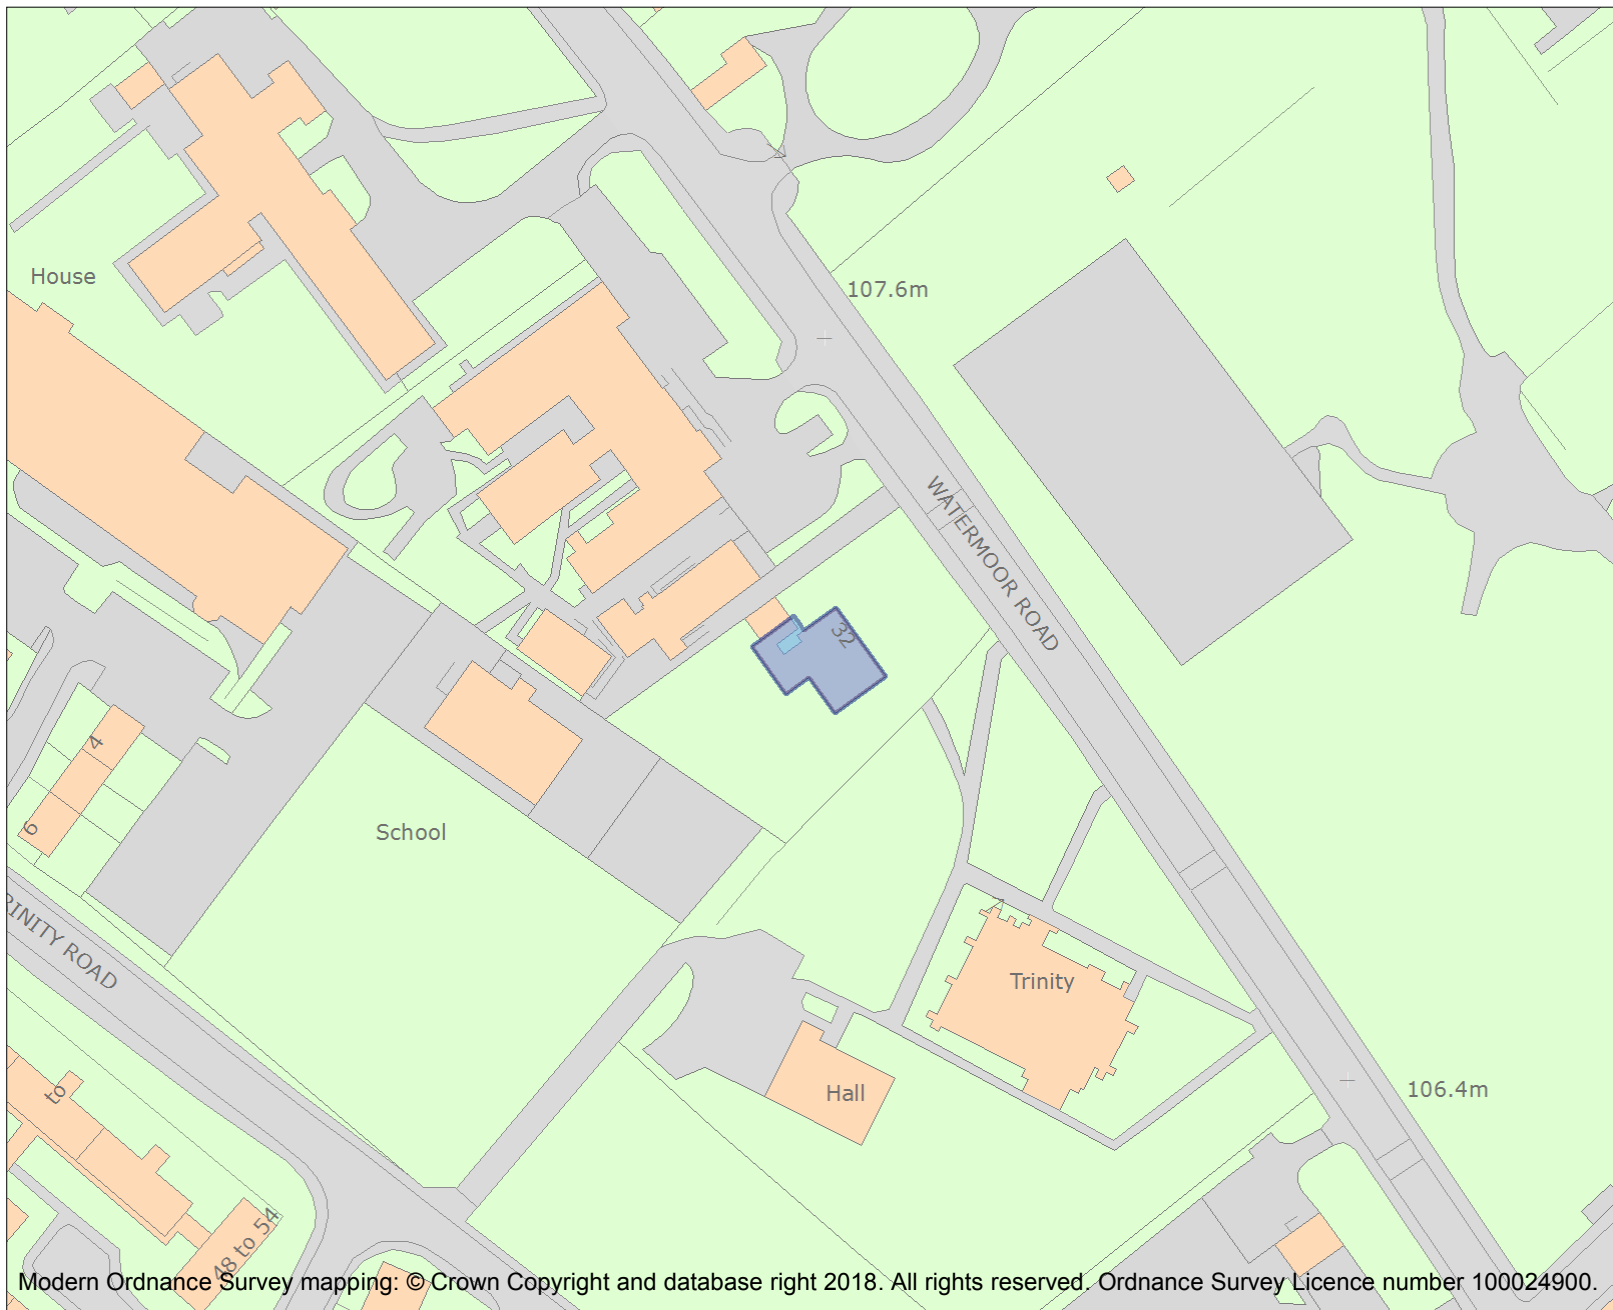 House
107.6m
WATERMOOR ROAD
32
4
6
School
RINITY ROAD
Trinity
Hall
106.4m
to
48 to 54
Modern Ordnance Survey mapping: © Crown Copyright and database right 2018. All rights reserved. Ordnance Survey Licence number 100024900.